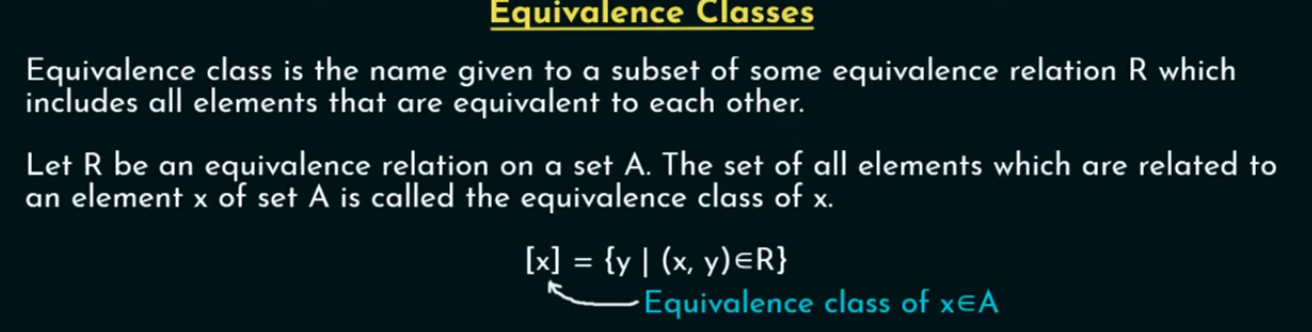 Equivalence Classes
Equivalence class is the name given to a subset of some equivalence relation R which
includes all elements that are equivalent to each other.
Let R be an equivalence relation on a set A. The set of all elements which are related to
an element x of set A is called the equivalence class of x.
[x] = {y | (x, y)∈R}
Equivalence class of x∈A